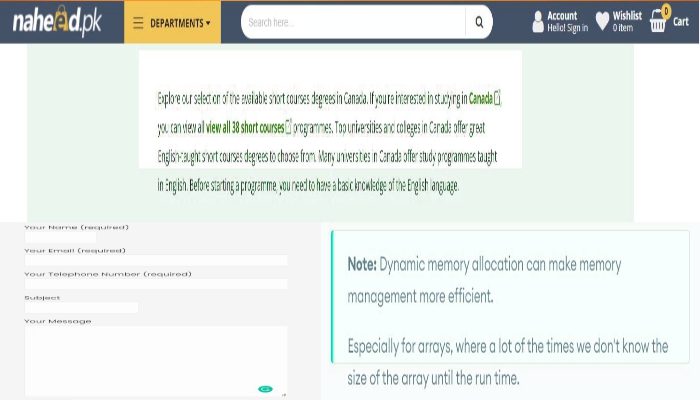 naheed.pk
DEPARTMENTS
Search here...
Account
Hello! Sign in
Wishlist
0 item
0
Cart
Explore our selection of the available short courses degrees in Canada. If you're interested in studying in Canada,
you can view all view all 38 short courses programmes. Top universities and colleges in Canada offer great
English-taught short courses degrees to choose from. Many universities in Canada offer study programmes taught
in English. Before starting a programme, you need to have a basic knowledge of the English language.
Your Name (required)
Your Email (required)
Your Telephone Number (required)
Subject
Your Message
Note: Dynamic memory allocation can make memory
management more efficient.
Especially for arrays, where a lot of the times we don't know the
size of the array until the run time.